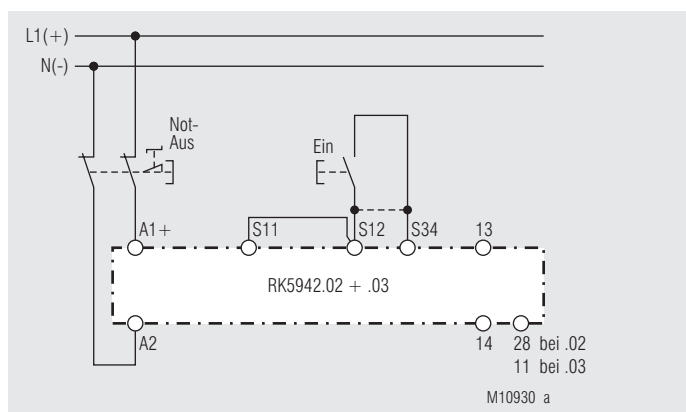 L1(+)
N(-)
Not-
Aus
Ein
A1+
S11
S12
S34
13
RK5942.02 + .03
A2
14
28 bei .02
11 bei .03
M10930 a